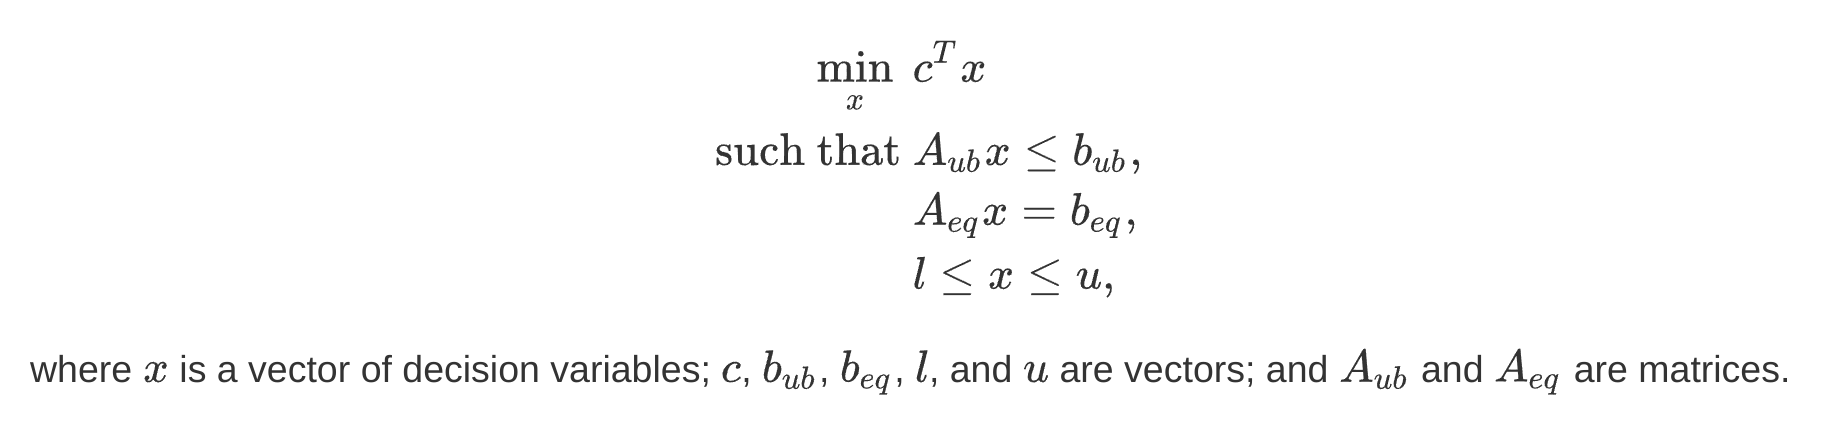 min c^T x
x
such that A_ub x ≤ b_ub,
A_eq x = b_eq,
l ≤ x ≤ u,
where x is a vector of decision variables; c, b_ub, b_eq, l, and u are vectors; and A_ub and A_eq are matrices.